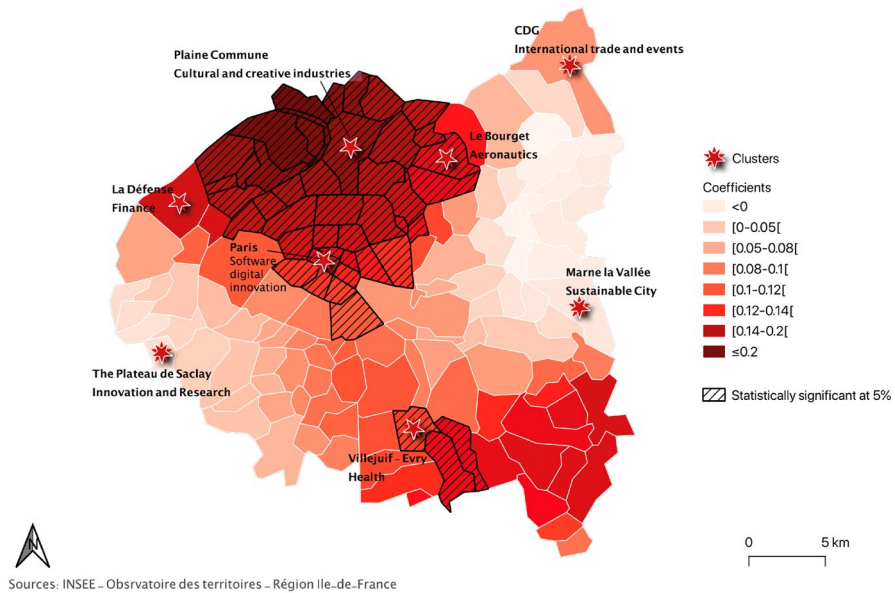 CDG
International trade and events
Plaine Commune
Cultural and creative industries
Le Bourget
Aeronautics
La Défense
Finance
Paris
Software
digital
innovation
Marne la Vallée
Sustainable City
The Plateau de Saclay
Innovation and Research
Villejuif – Evry
Health
Clusters
Coefficients
<0
[0-0.05[
[0.05-0.08[
[0.08-0.1[
[0.1-0.12[
[0.12-0.14[
[0.14-0.2[
≤0.2
Statistically significant at 5%
N
0 5 km
Sources: INSEE – Obsrvatoire des territoires – Région Ile-de-France